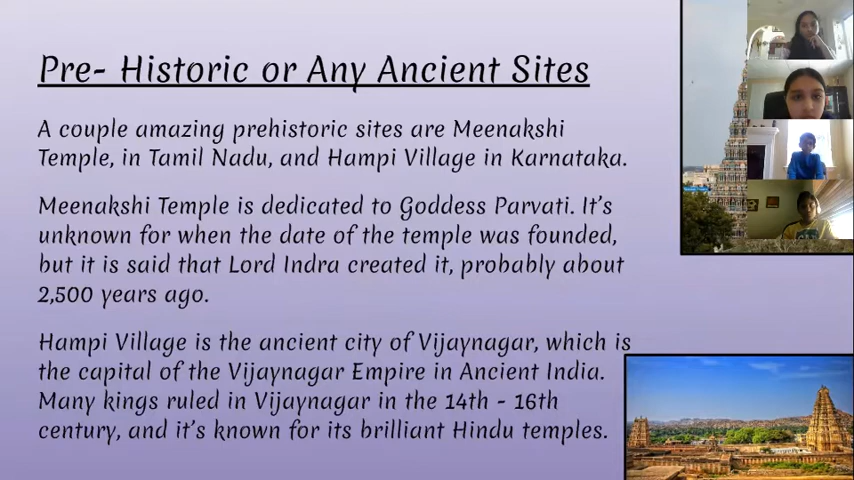 Pre- Historic or Any Ancient Sites
A couple amazing prehistoric sites are Meenakshi
Temple, in Tamil Nadu, and Hampi Village in Karnataka.
Meenakshi Temple is dedicated to Goddess Parvati. It's
unknown for when the date of the temple was founded,
but it is said that Lord Indra created it, probably about
2,500 years ago.
Hampi Village is the ancient city of Vijaynagar, which is
the capital of the Vijaynagar Empire in Ancient India.
Many kings ruled in Vijaynagar in the 14th - 16th
century, and it's known for its brilliant Hindu temples.